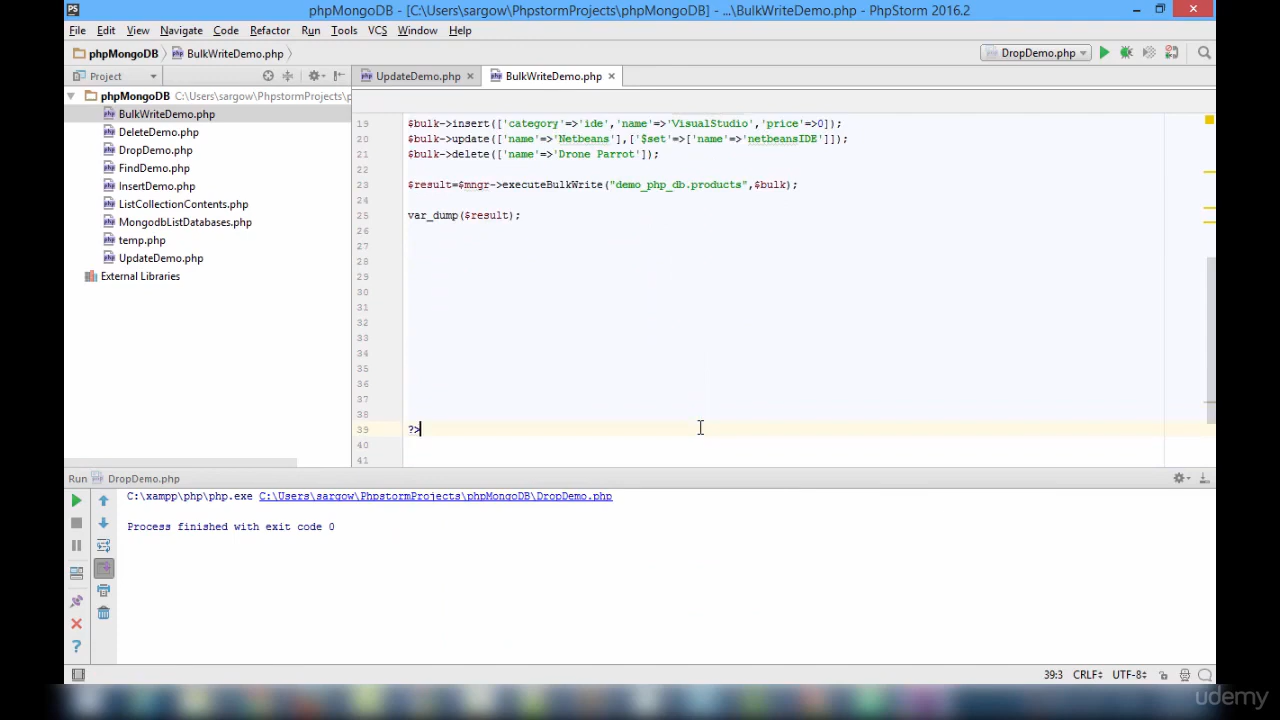 PS phpMongoDB - [C:\Users\sargow\PhpstormProjects\phpMongoDB] - ...\BulkWriteDemo.php - PhpStorm 2016.2
File Edit View Navigate Code Refactor Run Tools VCS Window Help
phpMongoDB BulkWriteDemo.php DropDemo.php
Project UpdateDemo.php BulkWriteDemo.php
phpMongoDB C:\Users\sargow\PhpstormProjects\p
BulkWriteDemo.php
DeleteDemo.php
DropDemo.php
FindDemo.php
InsertDemo.php
ListCollectionContents.php
MongodbListDatabases.php
temp.php
UpdateDemo.php
External Libraries
19 $bulk->insert(['category'=>'ide','name'=>'VisualStudio','price'=>0]);
20 $bulk->update(['name'=>'Netbeans'],['$set'=>['name'=>'netbeansIDE']]);
21 $bulk->delete(['name'=>'Drone Parrot']);
22
23 $result=$mngr->executeBulkWrite("demo_php_db.products",$bulk);
24
25 var_dump($result);
26
27
28
29
30
31
32
33
34
35
36
37
38
39 ?>
40
41
Run DropDemo.php
C:\xampp\php\php.exe C:\Users\sargow\PhpstormProjects\phpMongoDB\DropDemo.php
Process finished with exit code 0
39:3 CRLF UTF-8
udemy